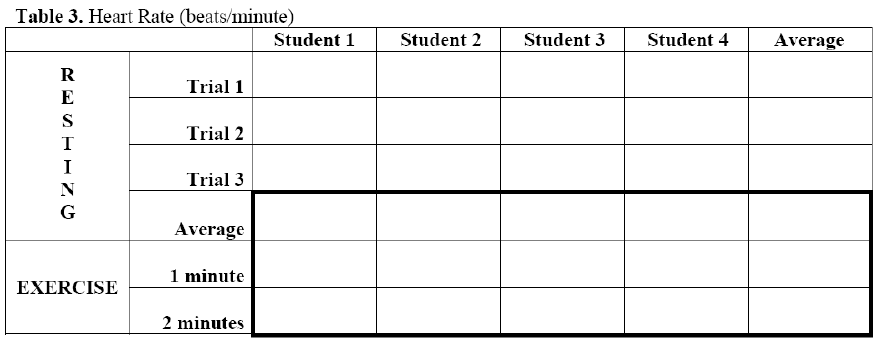 Table 3. Heart Rate (beats/minute)
Student 1 Student 2 Student 3 Student 4 Average
RESTING
Trial 1
Trial 2
Trial 3
Average
EXERCISE
1 minute
2 minutes